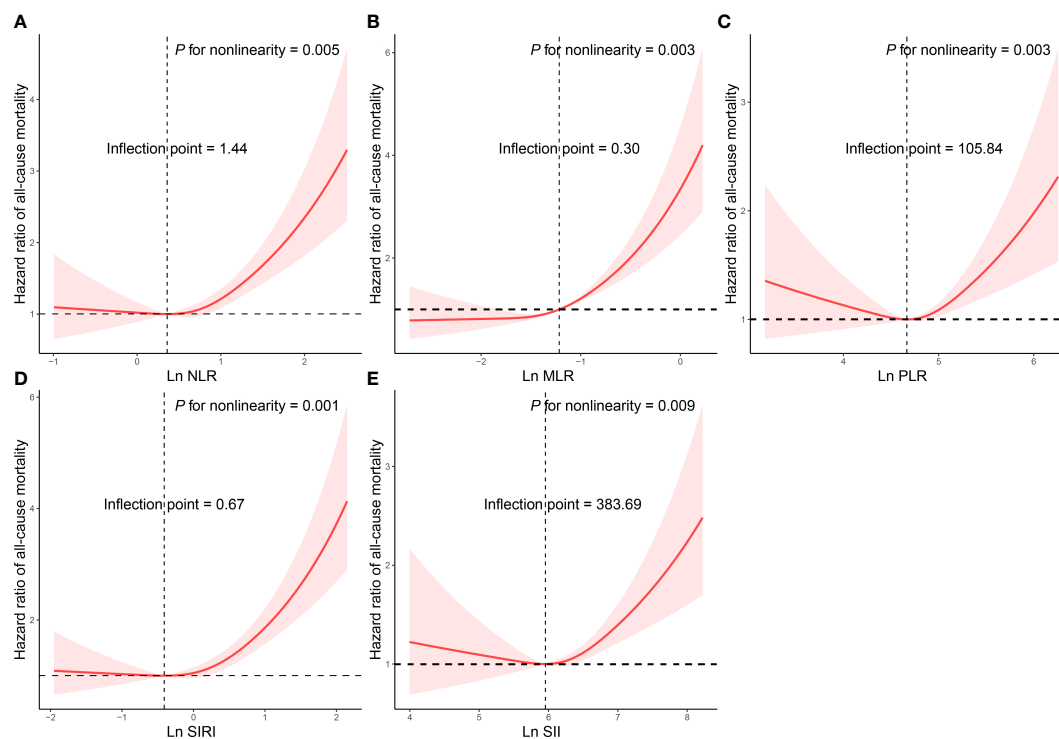 A
P for nonlinearity = 0.005
Inflection point = 1.44
Hazard ratio of all-cause mortality
4
3
2
1
-1
0
1
2
Ln NLR
B
P for nonlinearity = 0.003
Inflection point = 0.30
Hazard ratio of all-cause mortality
6
4
2
-2
-1
0
Ln MLR
C
P for nonlinearity = 0.003
Inflection point = 105.84
Hazard ratio of all-cause mortality
3
2
1
4
5
6
Ln PLR
D
P for nonlinearity = 0.001
Inflection point = 0.67
Hazard ratio of all-cause mortality
6
4
2
-2
-1
0
1
2
Ln SIRI
E
P for nonlinearity = 0.009
Inflection point = 383.69
Hazard ratio of all-cause mortality
3
2
1
4
5
6
7
8
Ln SII